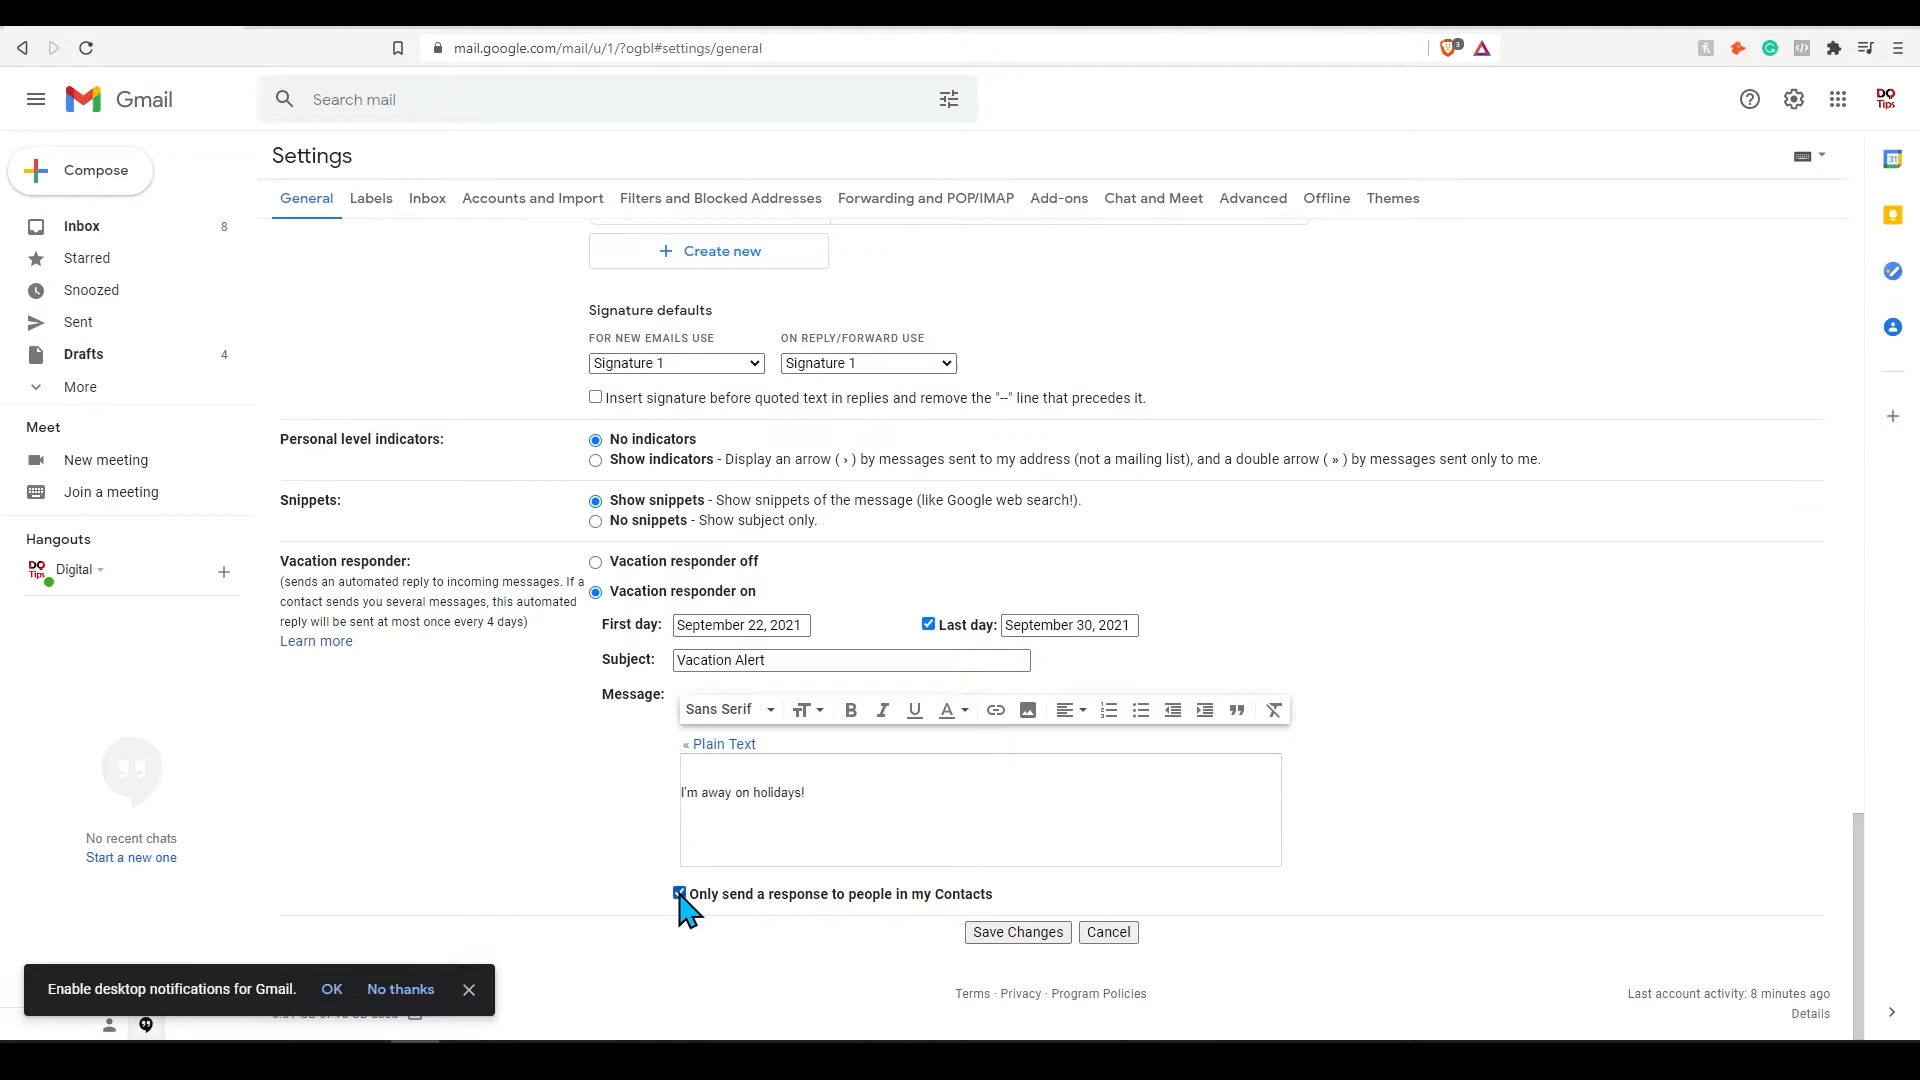 mail.google.com/mail/u/1/?ogbl#settings/general
3
Gmail
Search mail
DQ
Tips
Compose
Settings
31
General Labels Inbox Accounts and Import Filters and Blocked Addresses Forwarding and POP/IMAP Add-ons Chat and Meet Advanced Offline Themes
Inbox 8
Starred
Snoozed
Sent
Drafts 4
More
Meet
New meeting
Join a meeting
Hangouts
DQ
Tips
Digital
No recent chats
Start a new one
Create new
Signature defaults
FOR NEW EMAILS USE ON REPLY/FORWARD USE
Signature 1 Signature 1
Insert signature before quoted text in replies and remove the "--" line that precedes it.
Personal level indicators: No indicators
Show indicators - Display an arrow ( › ) by messages sent to my address (not a mailing list), and a double arrow ( » ) by messages sent only to me.
Snippets: Show snippets - Show snippets of the message (like Google web search!).
No snippets - Show subject only.
Vacation responder: Vacation responder off
(sends an automated reply to incoming messages. If a
contact sends you several messages, this automated
reply will be sent at most once every 4 days)
Learn more
Vacation responder on
First day: September 22, 2021 Last day: September 30, 2021
Subject: Vacation Alert
Message:
Sans Serif
« Plain Text
I'm away on holidays!
Only send a response to people in my Contacts
Save Changes Cancel
Enable desktop notifications for Gmail. OK No thanks
Terms · Privacy · Program Policies
Last account activity: 8 minutes ago
Details